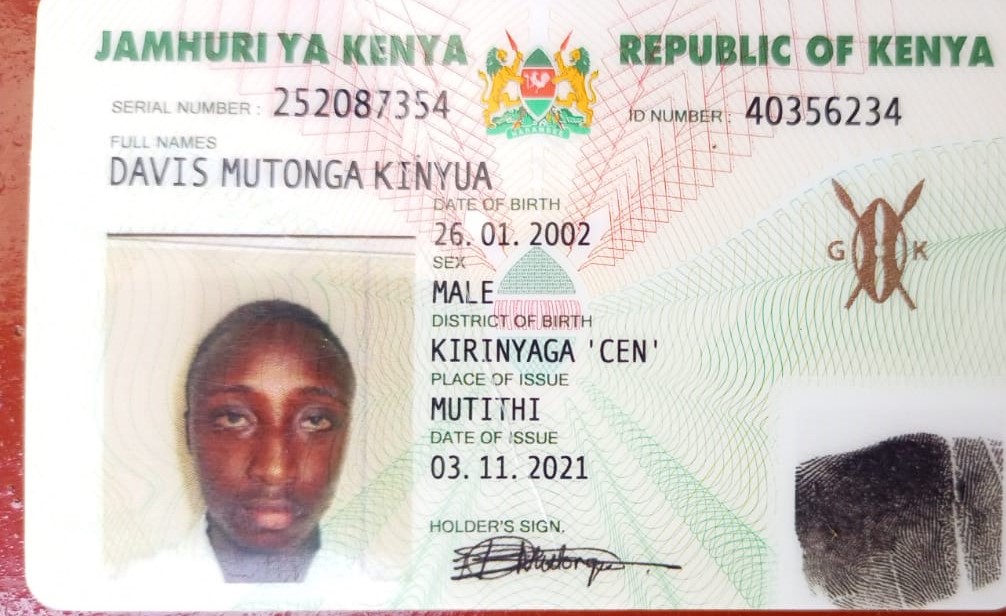 JAMHURI YA KENYA
REPUBLIC OF KENYA
SERIAL NUMBER : 252087354
ID NUMBER : 40356234
FULL NAMES
DAVIS MUTONGA KINYUA
DATE OF BIRTH
26.01.2002
SEX
MALE
DISTRICT OF BIRTH
KIRINYAGA 'CEN'
PLACE OF ISSUE
MUTITHI
DATE OF ISSUE
03.11.2021
HOLDER'S SIGN.
G K
HARAMBEE